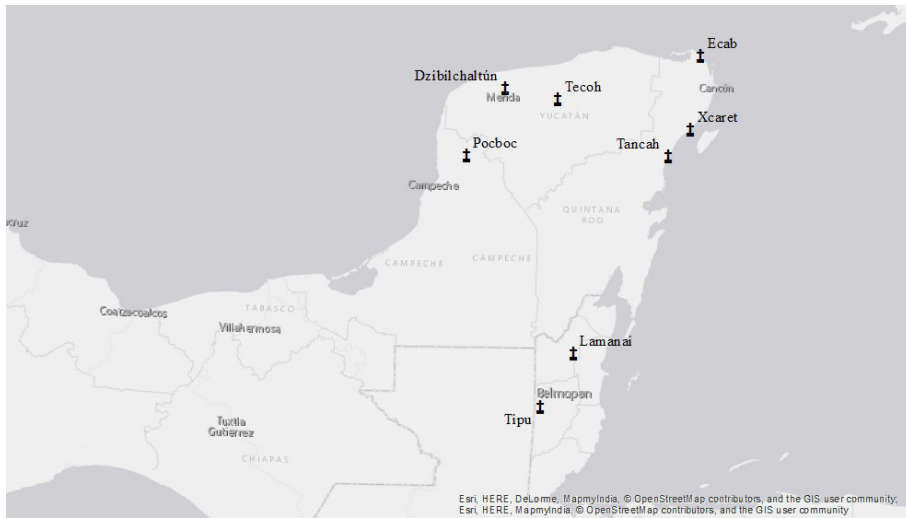 Ecab
Dzibilchaltún
Tecoh
Cancún
Mérida
YUCATÁN
Xcaret
Pocboc
Tancah
Campeche
QUINTANA
ROO
cruz
CAMPECHE
CAMPECHE
TABASCO
Coatzacoalcos
Villahermosa
Lamanai
Belmopan
Tipu
Tuxtla
Gutierrez
CHIAPAS
Esri, HERE, DeLorme, MapmyIndia, © OpenStreetMap contributors, and the GIS user community;
Esri, HERE, MapmyIndia, © OpenStreetMap contributors, and the GIS user community